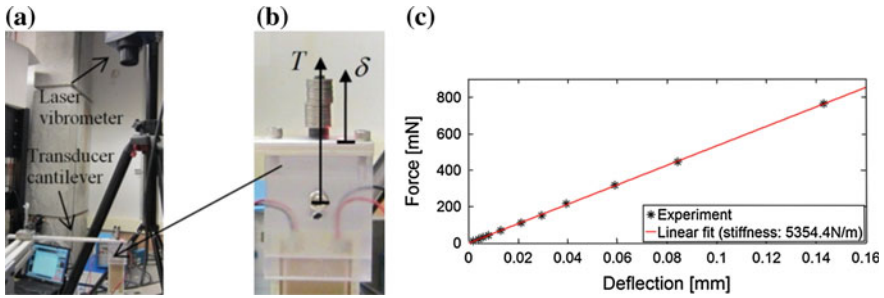 (a)
Laser
vibrometer
Transducer
cantilever
(b)
T
δ
(c)
Force [mN]
800
600
400
200
0
✱ Experiment
— Linear fit (stiffness: 5354.4N/m)
0 0.02 0.04 0.06 0.08 0.1 0.12 0.14 0.16
Deflection [mm]